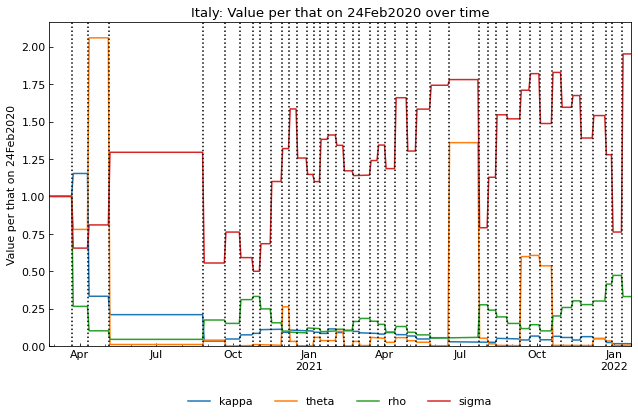 Italy: Value per that on 24Feb2020 over time
Value per that on 24Feb2020
2.00
1.75
1.50
1.25
1.00
0.75
0.50
0.25
0.00
Apr Jul Oct Jan Apr Jul Oct Jan
2021 2022
kappa theta rho sigma